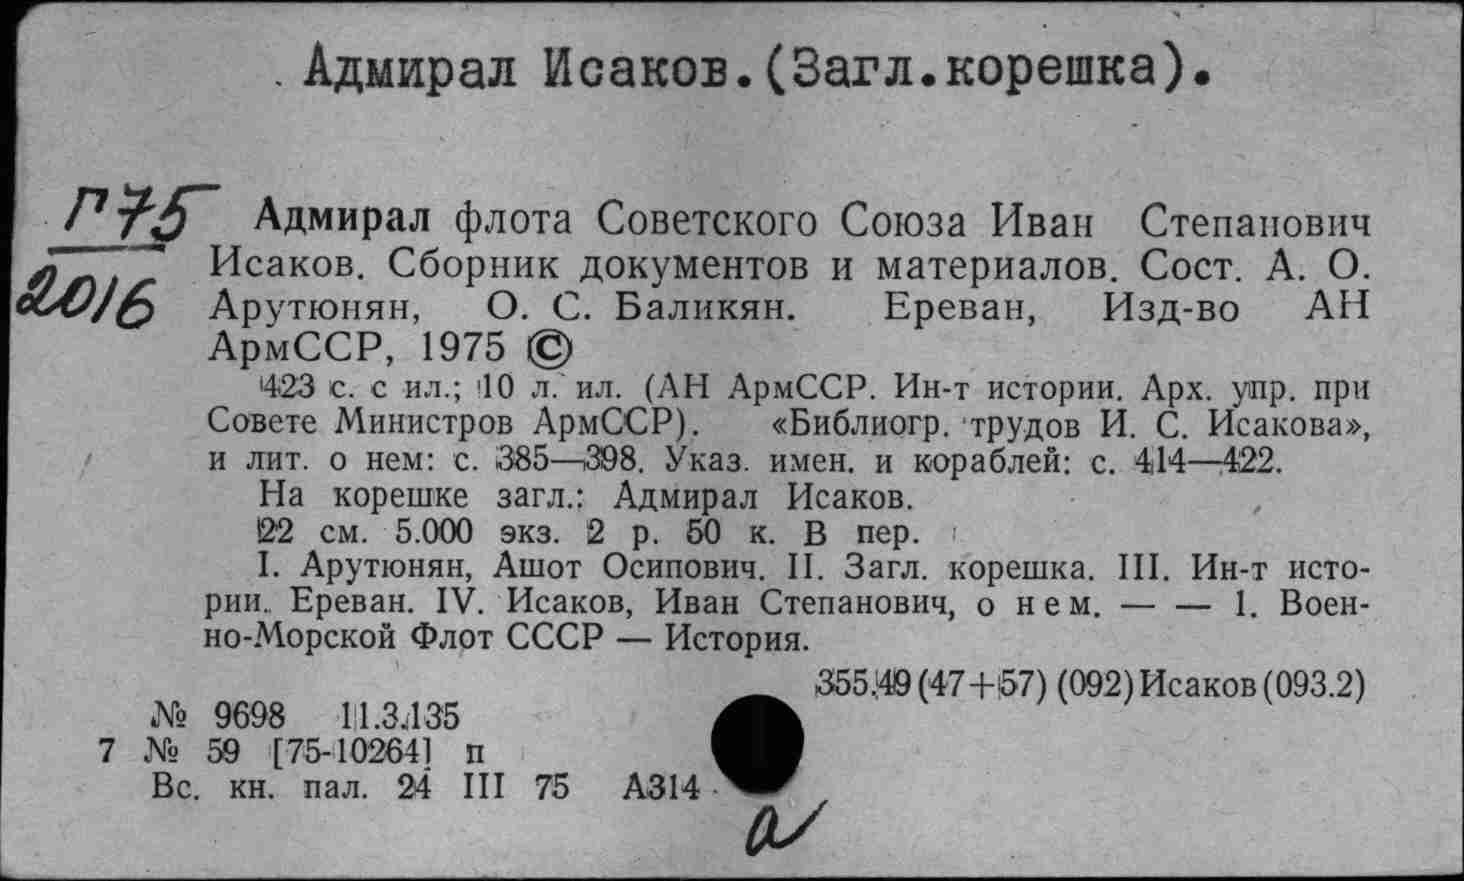 Адмирал Исаков.(Загл.корешка).
Г75
2016
Адмирал флота Советского Союза Иван Степанович
Исаков. Сборник документов и материалов. Сост. А. О.
Арутюнян, О. С. Баликян. Ереван, Изд-во АН
АрмССР, 1975 ©
423 с. с ил.; 10 л. ил. (АН АрмССР. Ин-т истории. Арх. упр. при
Совете Министров АрмССР). «Библиогр. трудов И. С. Исакова»,
и лит. о нем: с. 385—398. Указ. имен. и кораблей: с. 414—422.
На корешке загл.: Адмирал Исаков.
22 см. 5.000 экз. 2 р. 50 к. В пер.
I. Арутюнян, Ашот Осипович. II. Загл. корешка. III. Ин-т исто-
рии. Ереван. IV. Исаков, Иван Степанович, о нем. — — 1. Воен-
но-Морской Флот СССР — История.
355.49(47+57) (092)Исаков(093.2)
№ 9698 11.3.135
7 № 59 [75-10264] п
Вс. кн. пал. 24 III 75 А314